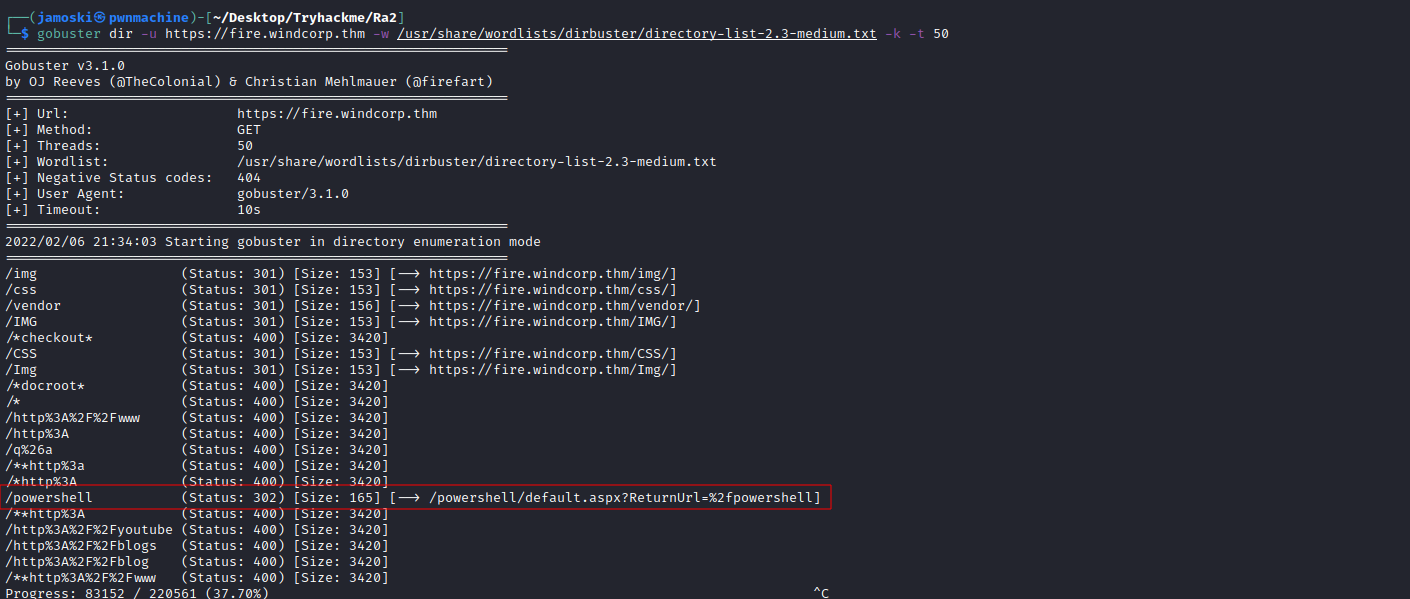 ┌──(jamoski㉿pwnmachine)-[~/Desktop/Tryhackme/Ra2]
└─$ gobuster dir -u https://fire.windcorp.thm -w /usr/share/wordlists/dirbuster/directory-list-2.3-medium.txt -k -t 50
===============================================================
Gobuster v3.1.0
by OJ Reeves (@TheColonial) & Christian Mehlmauer (@firefart)
===============================================================
[+] Url:                     https://fire.windcorp.thm
[+] Method:                  GET
[+] Threads:                 50
[+] Wordlist:                /usr/share/wordlists/dirbuster/directory-list-2.3-medium.txt
[+] Negative Status codes:   404
[+] User Agent:              gobuster/3.1.0
[+] Timeout:                 10s
===============================================================
2022/02/06 21:34:03 Starting gobuster in directory enumeration mode
===============================================================
/img                  (Status: 301) [Size: 153] [--> https://fire.windcorp.thm/img/]
/css                  (Status: 301) [Size: 153] [--> https://fire.windcorp.thm/css/]
/vendor               (Status: 301) [Size: 156] [--> https://fire.windcorp.thm/vendor/]
/IMG                  (Status: 301) [Size: 153] [--> https://fire.windcorp.thm/IMG/]
/*checkout*           (Status: 400) [Size: 3420]
/CSS                  (Status: 301) [Size: 153] [--> https://fire.windcorp.thm/CSS/]
/Img                  (Status: 301) [Size: 153] [--> https://fire.windcorp.thm/Img/]
/*docroot*            (Status: 400) [Size: 3420]
/*                    (Status: 400) [Size: 3420]
/http%3A%2F%2Fwww     (Status: 400) [Size: 3420]
/http%3A              (Status: 400) [Size: 3420]
/q%26a                (Status: 400) [Size: 3420]
/**http%3a            (Status: 400) [Size: 3420]
/*http%3A             (Status: 400) [Size: 3420]
/powershell           (Status: 302) [Size: 165] [--> /powershell/default.aspx?ReturnUrl=%2fpowershell]
/**http%3A            (Status: 400) [Size: 3420]
/http%3A%2F%2Fyoutube (Status: 400) [Size: 3420]
/http%3A%2F%2Fblogs   (Status: 400) [Size: 3420]
/http%3A%2F%2Fblog    (Status: 400) [Size: 3420]
/**http%3A%2F%2Fwww   (Status: 400) [Size: 3420]
Progress: 83152 / 220561 (37.70%)                                                                    ^C